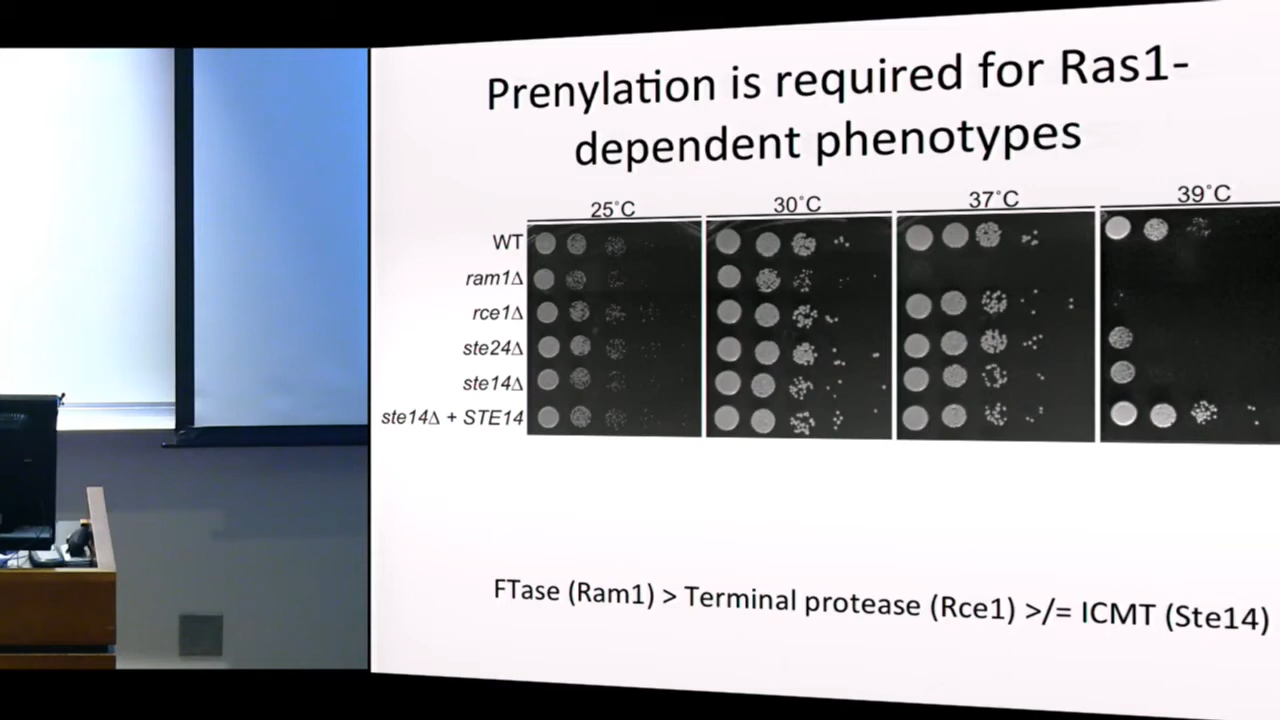 Prenylation is required for Ras1-
dependent phenotypes
25°C
30°C
37°C
39°C
WT
ram1Δ
rce1Δ
ste24Δ
ste14Δ
ste14Δ + STE14
FTase (Ram1) > Terminal protease (Rce1) >/= ICMT (Ste14)